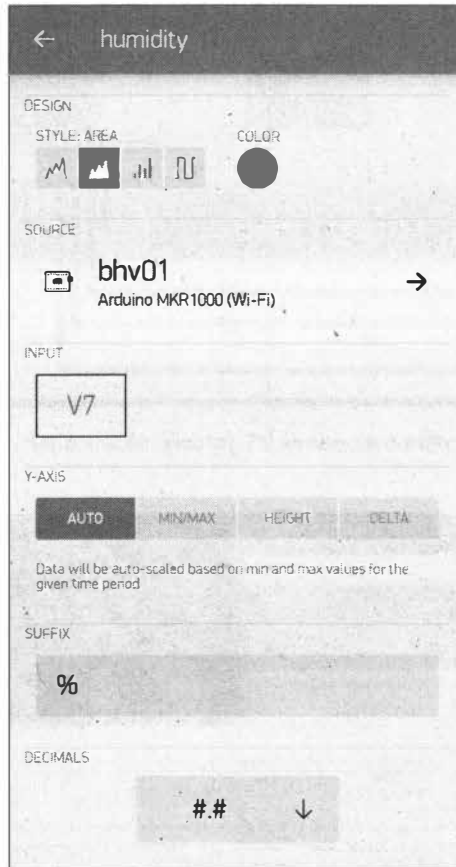 humidity
DESIGN
STYLE: AREA
COLOR
SOURCE
bhv01
Arduino MKR1000 (Wi-Fi)
INPUT
V7
Y-AXIS
AUTO MIN/MAX HEIGHT DELTA
Data will be auto-scaled based on min and max values for the
given time period
SUFFIX
%
DECIMALS
#.#